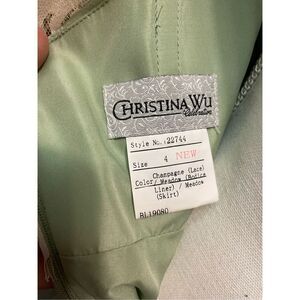 CHRISTINA WU
Celebration
Style No. :22744
Size 4 NEW
Champagne (Lace)
Color/ Meadow (Bodice
Liner) / Meadow
(Skirt)
BL19080